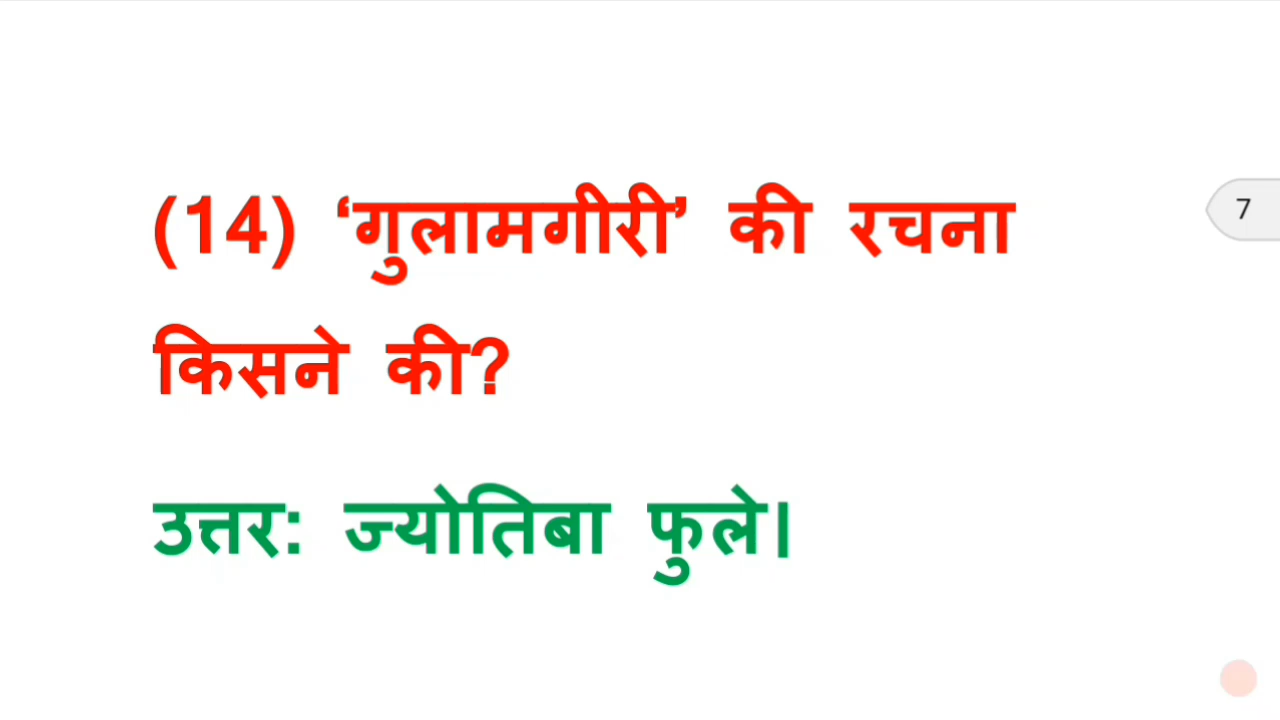 (14) ‘गुलामगीरी’ की रचना
7
किसने की?
उत्तर: ज्योतिबा फुले।